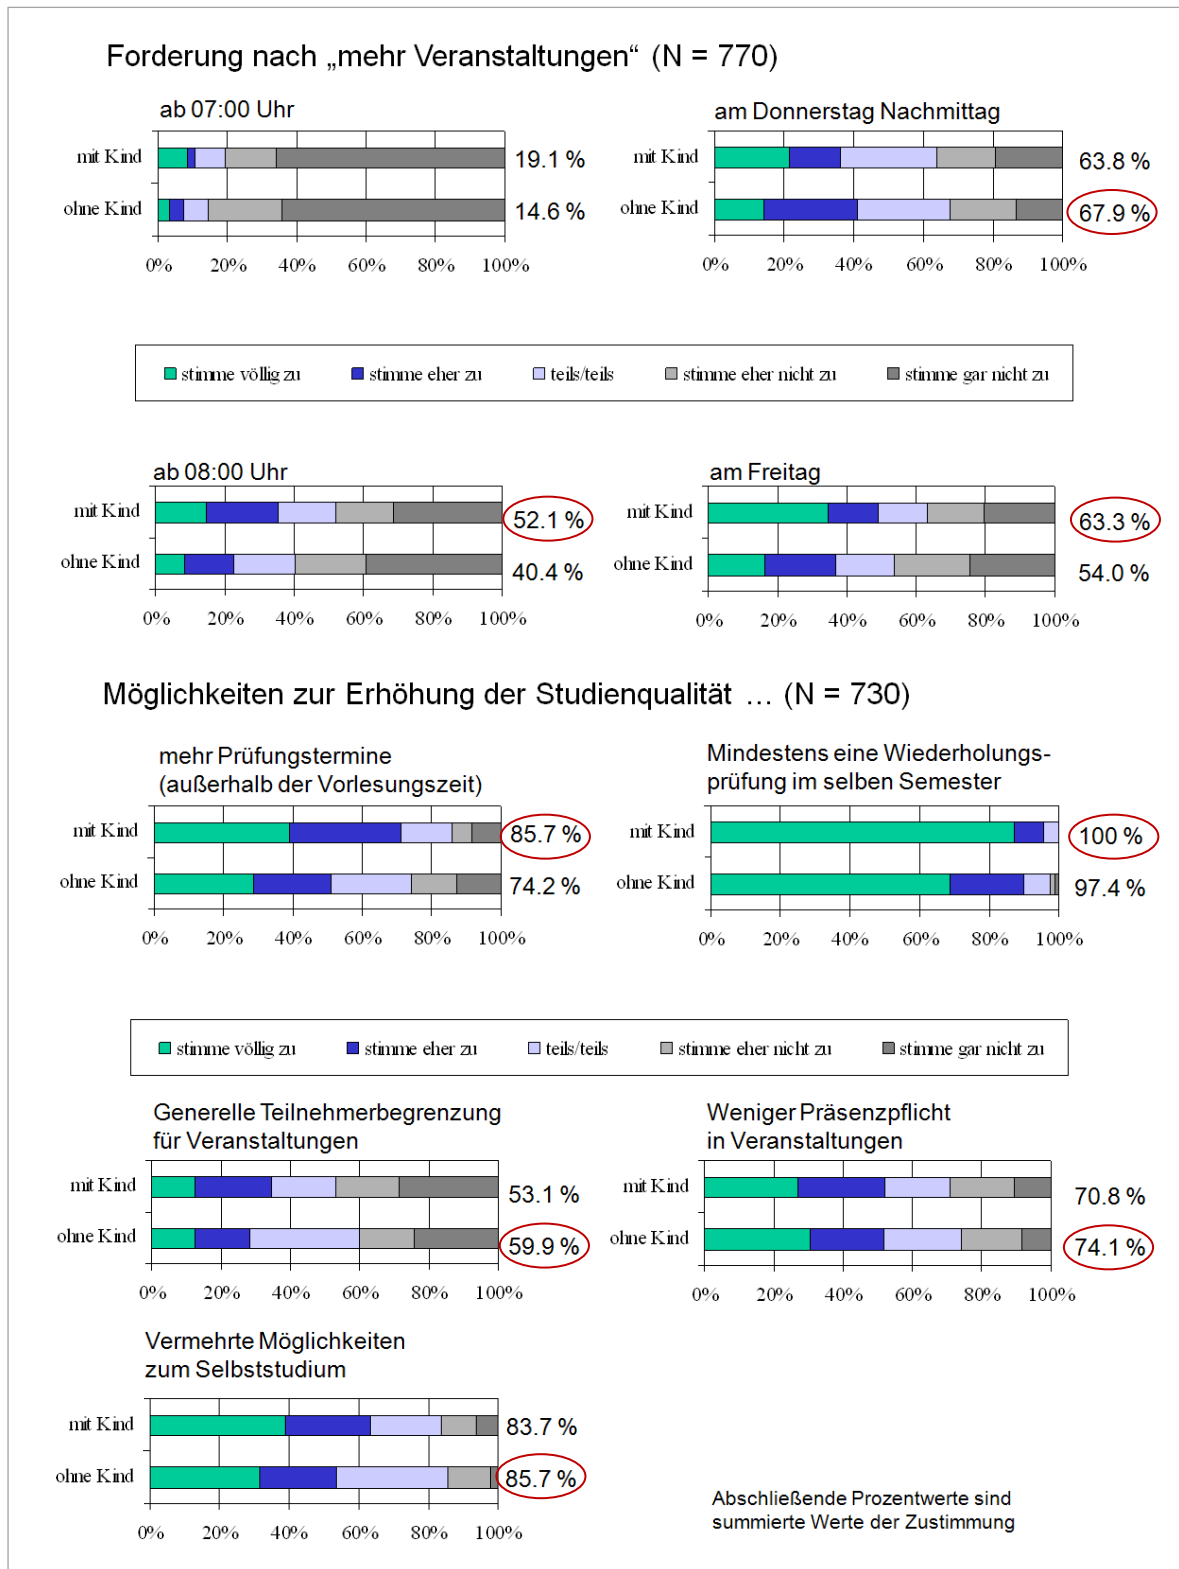 Forderung nach „mehr Veranstaltungen“ (N = 770)
ab 07:00 Uhr
mit Kind
19.1 %
ohne Kind
14.6 %
0% 20% 40% 60% 80% 100%
am Donnerstag Nachmittag
mit Kind
63.8 %
ohne Kind
67.9 %
0% 20% 40% 60% 80% 100%
stimme völlig zu stimme eher zu teils/teils stimme eher nicht zu stimme gar nicht zu
ab 08:00 Uhr
mit Kind
52.1 %
ohne Kind
40.4 %
0% 20% 40% 60% 80% 100%
am Freitag
mit Kind
63.3 %
ohne Kind
54.0 %
0% 20% 40% 60% 80% 100%
Möglichkeiten zur Erhöhung der Studienqualität ... (N = 730)
mehr Prüfungstermine
(außerhalb der Vorlesungszeit)
mit Kind
85.7 %
ohne Kind
74.2 %
0% 20% 40% 60% 80% 100%
Mindestens eine Wiederholungs-
prüfung im selben Semester
mit Kind
100 %
ohne Kind
97.4 %
0% 20% 40% 60% 80% 100%
stimme völlig zu stimme eher zu teils/teils stimme eher nicht zu stimme gar nicht zu
Generelle Teilnehmerbegrenzung
für Veranstaltungen
mit Kind
53.1 %
ohne Kind
59.9 %
0% 20% 40% 60% 80% 100%
Weniger Präsenzpflicht
in Veranstaltungen
mit Kind
70.8 %
ohne Kind
74.1 %
0% 20% 40% 60% 80% 100%
Vermehrte Möglichkeiten
zum Selbststudium
mit Kind
83.7 %
ohne Kind
85.7 %
0% 20% 40% 60% 80% 100%
Abschließende Prozentwerte sind
summierte Werte der Zustimmung